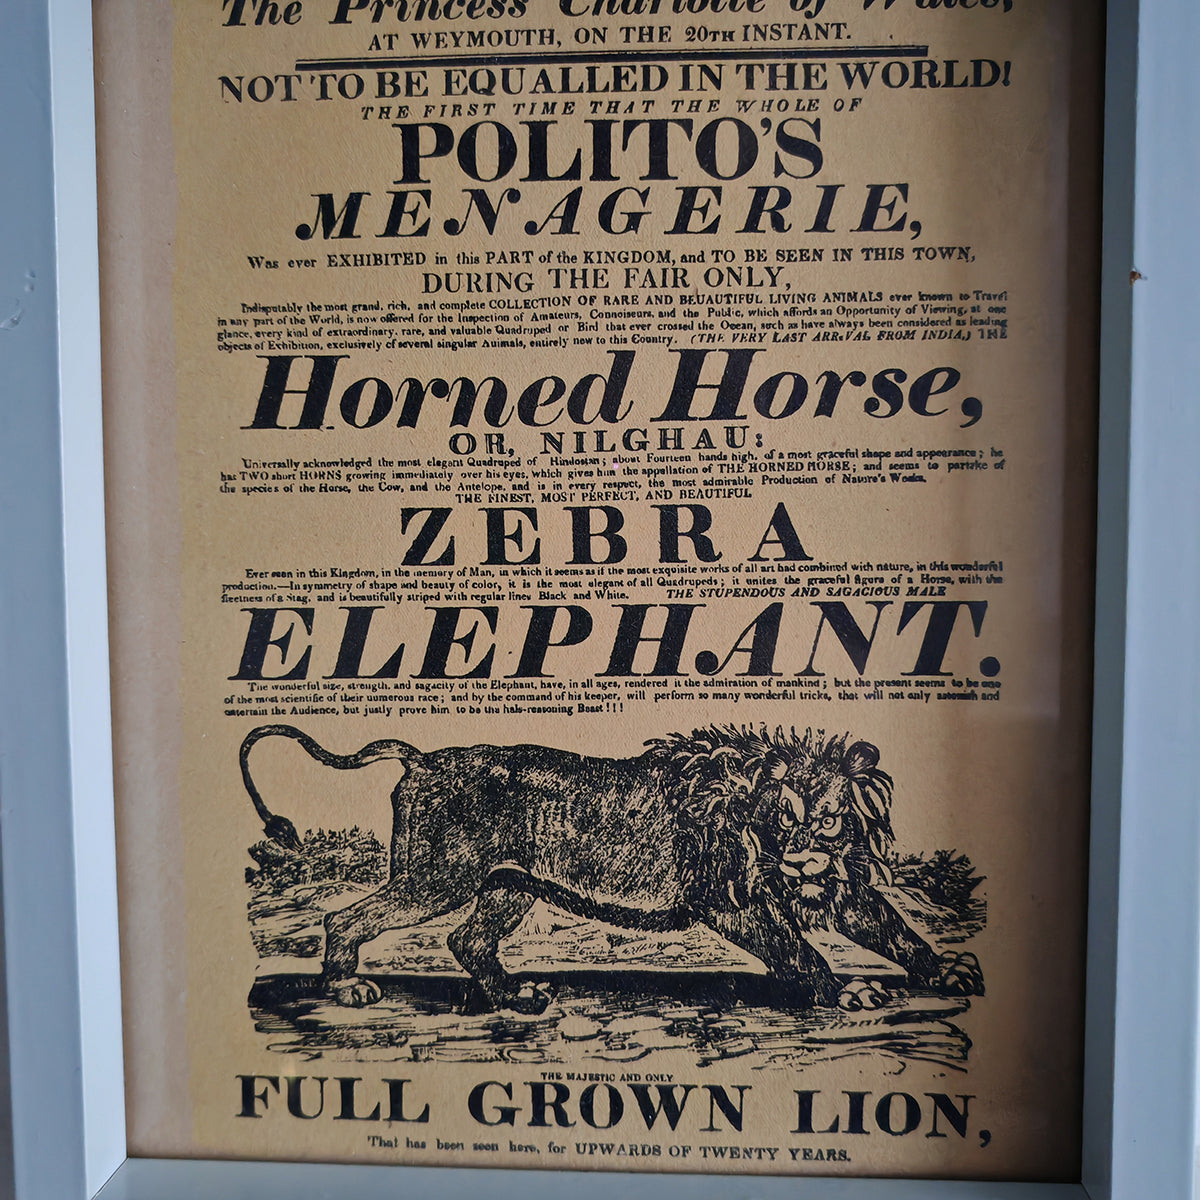 The Princess Charlotte of Wales,
AT WEYMOUTH, ON THE 20TH INSTANT.
NOT TO BE EQUALLED IN THE WORLD!
THE FIRST TIME THAT THE WHOLE OF
POLITO'S
MENAGERIE,
Was ever EXHIBITED in this PART of the KINGDOM, and TO BE SEEN IN THIS TOWN,
DURING THE FAIR ONLY,
Indisputably the most grand, rich, and complete COLLECTION OF RARE AND BEUAUTIFUL LIVING ANIMALS ever known to Travel
in any part of the World, is now offered for the Inspection of Amateurs, Connoiseurs, and the Public, which affords an Opportunity of Viewing, at one
glance, every kind of extraordinary, rare, and valuable Quadruped or Bird that ever crossed the Ocean, such as have always been considered as leading
objects of Exhibition, exclusively of several singular Animals, entirely new to this Country. (THE VERY LAST ARRIVAL FROM INDIA,) THE
Horned Horse,
OR, NILGHAU:
Universally acknowledged the most elegant Quadruped of Hindostan; about Fourteen hands high, of a most graceful shape and appearance; he
has TWO short HORNS growing immediately over his eyes, which gives him the appellation of THE HORNED HORSE; and seems to partake of
the species of the Horse, the Cow, and the Antelope, and is in every respect, the most admirable Production of Nature's Works.
THE FINEST, MOST PERFECT, AND BEAUTIFUL
ZEBRA
Ever seen in this Kingdom, in the memory of Man, in which it seems as if the most exquisite works of all art had combined with nature, in this wonderful
production.—In symmetry of shape and beauty of color, it is the most elegant of all Quadrupeds; it unites the graceful figure of a Horse, with the
fleetness of a Stag, and is beautifully striped with regular lines Black and White. THE STUPENDOUS AND SAGACIOUS MALE
ELEPHANT.
The wonderful size, strength, and sagacity of the Elephant, have, in all ages, rendered it the admiration of mankind; but the present seems to be one
of the most scientific of their numerous race; and by the command of his keeper, will perform so many wonderful tricks, that will not only astonish and
entertain the Audience, but justly prove him to be tha hals-reasoning Beast!!!
THE MAJESTIC AND ONLY
FULL GROWN LION,
That has been seen here, for UPWARDS OF TWENTY YEARS.